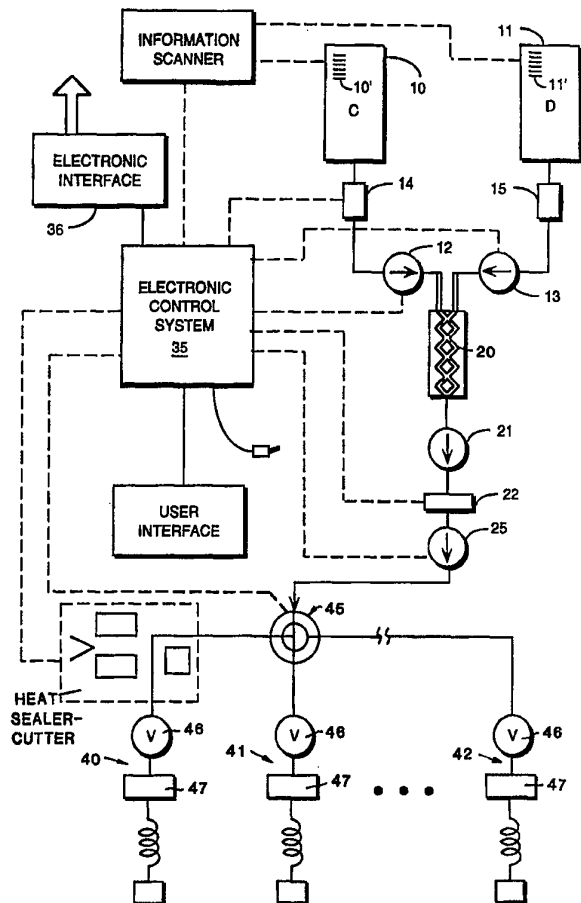 INFORMATION
SCANNER
10'
C
10
11
11'
D
ELECTRONIC
INTERFACE
36
14
15
12
13
ELECTRONIC
CONTROL
SYSTEM
35
20
21
22
25
USER
INTERFACE
45
HEAT
SEALER-
CUTTER
V
46
V
46
V
46
40
41
42
47
47
47